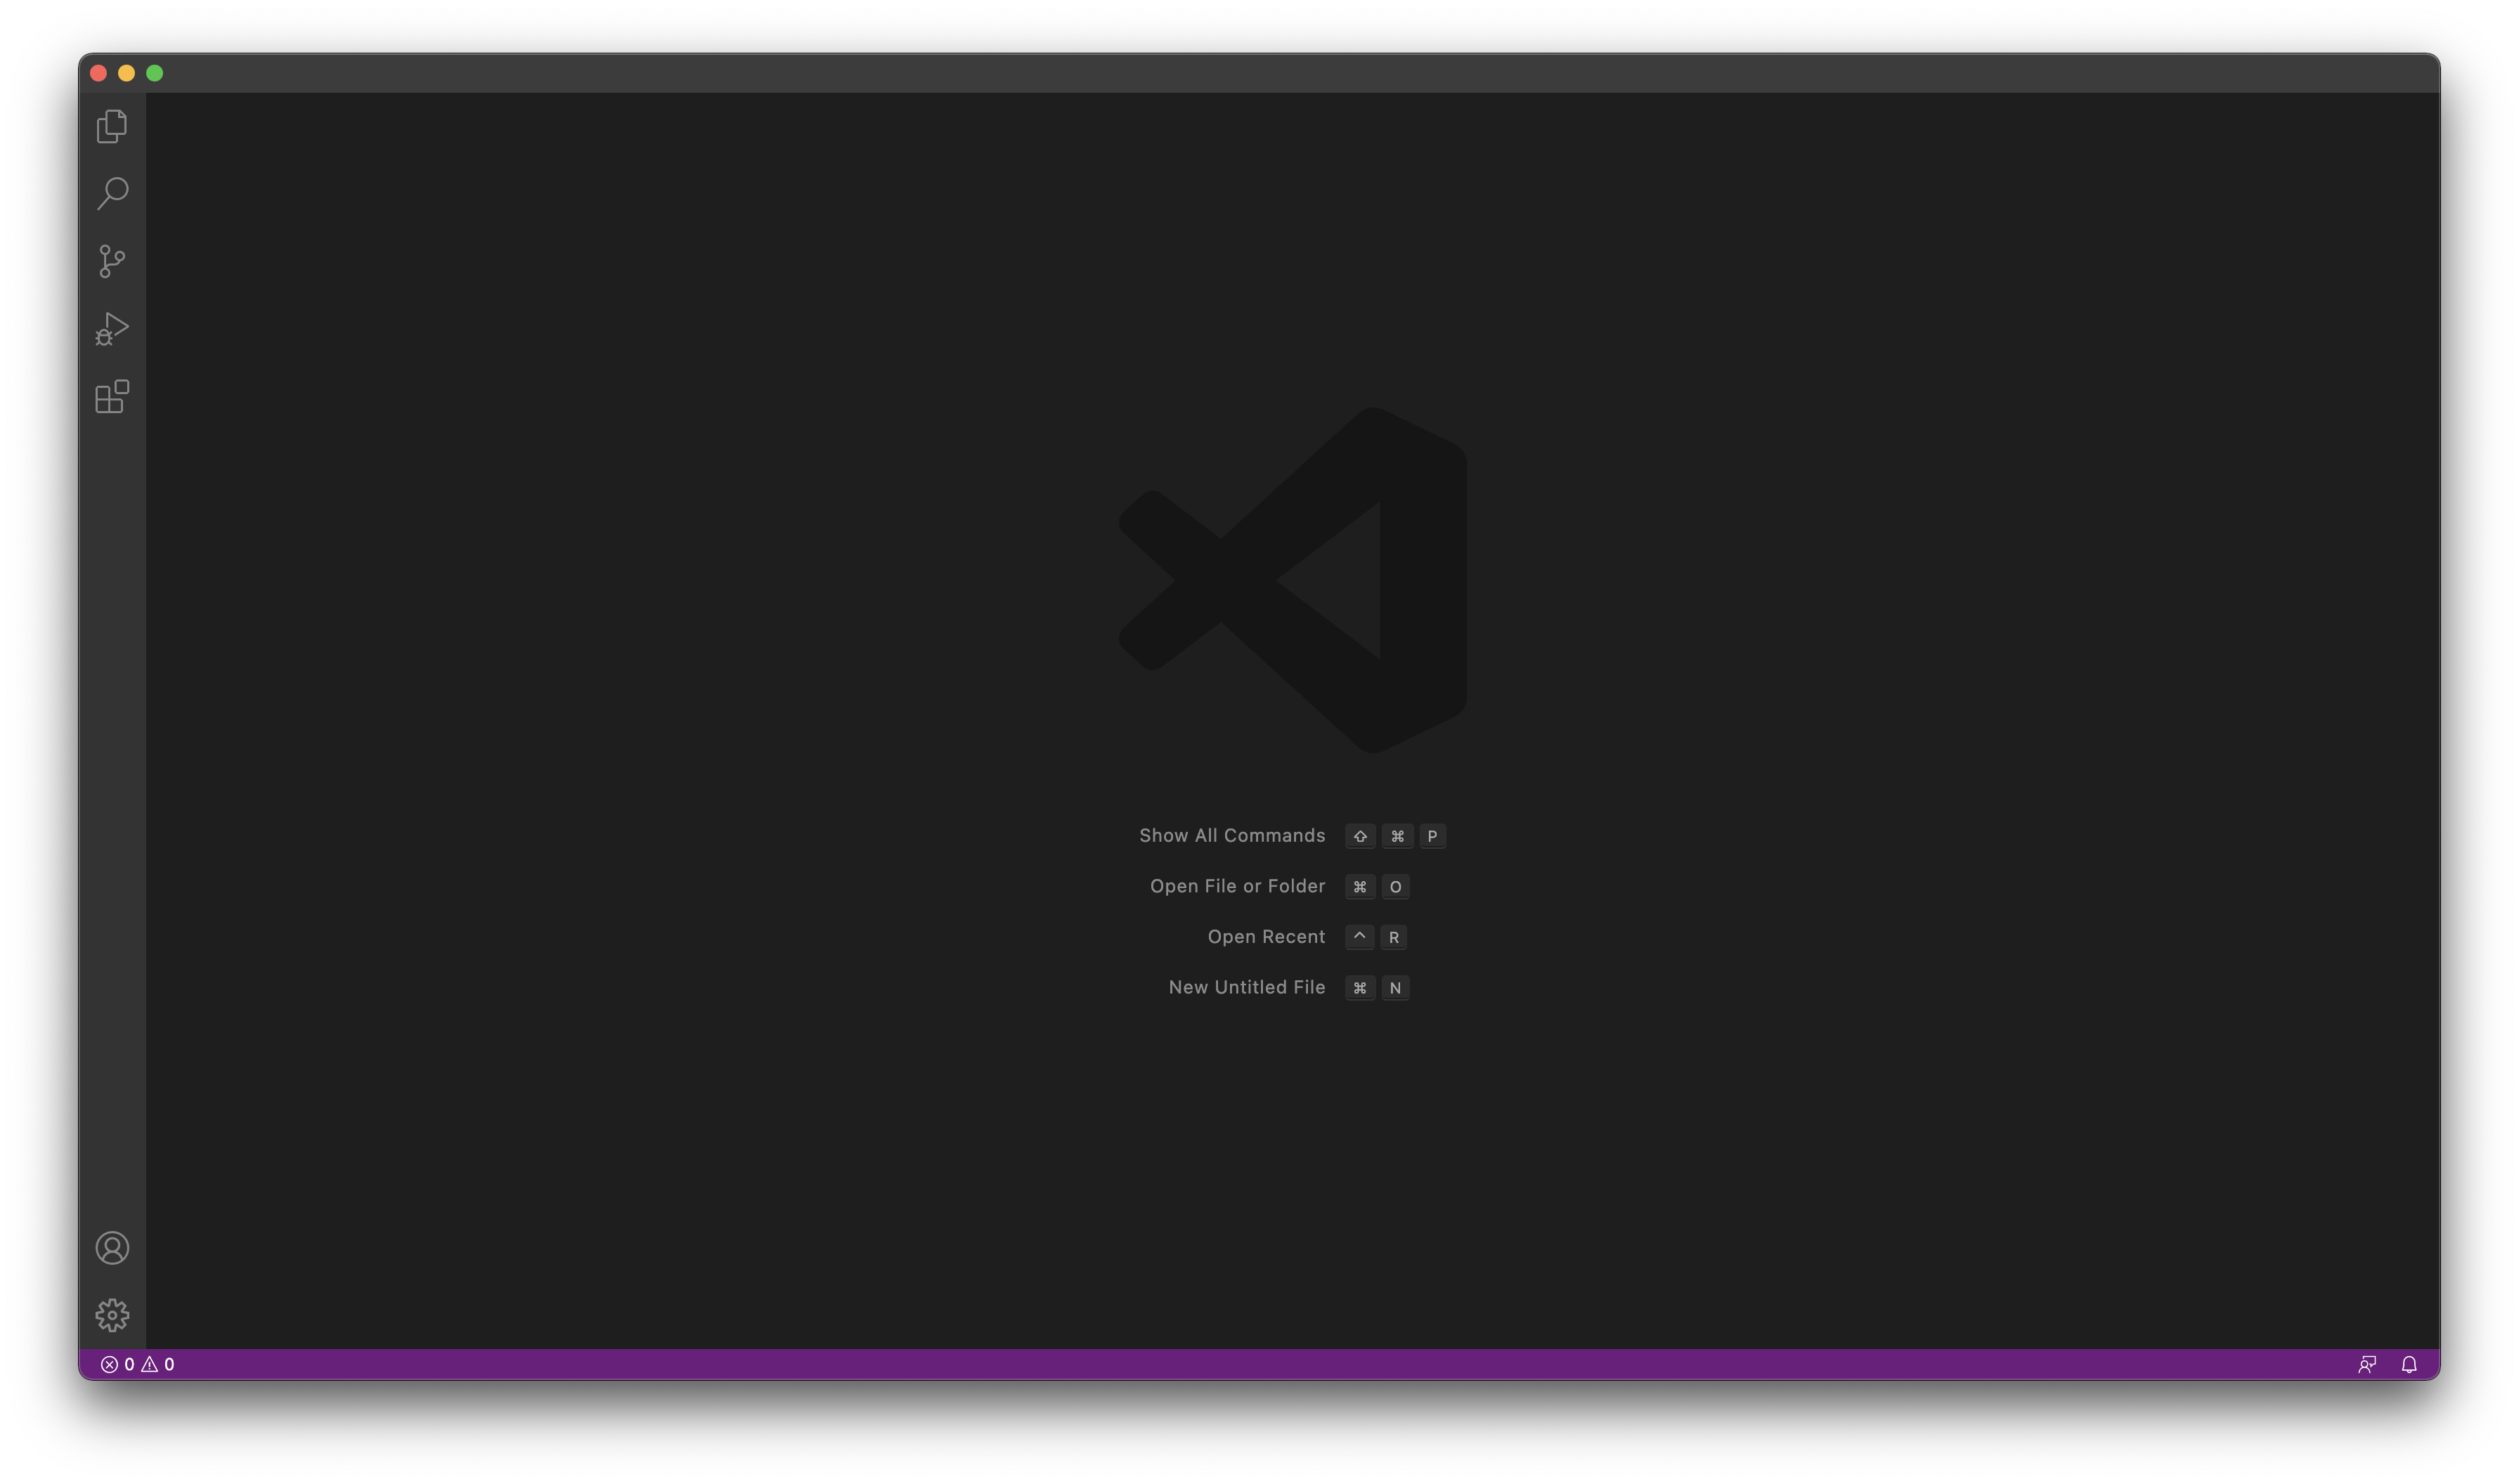 Show All Commands ⇧ ⌘ P
Open File or Folder ⌘ O
Open Recent ^ R
New Untitled File ⌘ N
0 0